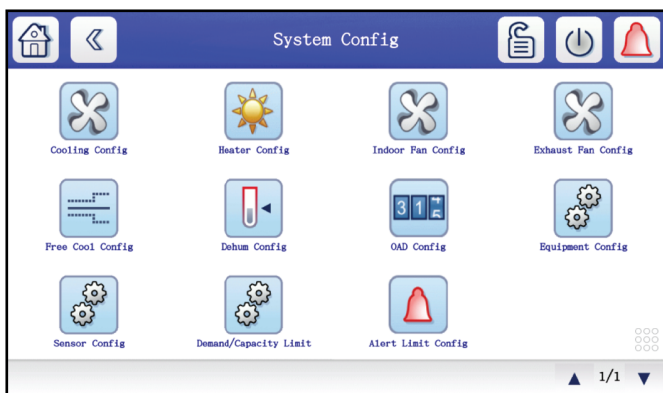 System Config
Cooling Config
Heater Config
Indoor Fan Config
Exhaust Fan Config
Free Cool Config
Dehum Config
315
OAD Config
Equipment Config
Sensor Config
Demand/Capacity Limit
Alert Limit Config
1/1